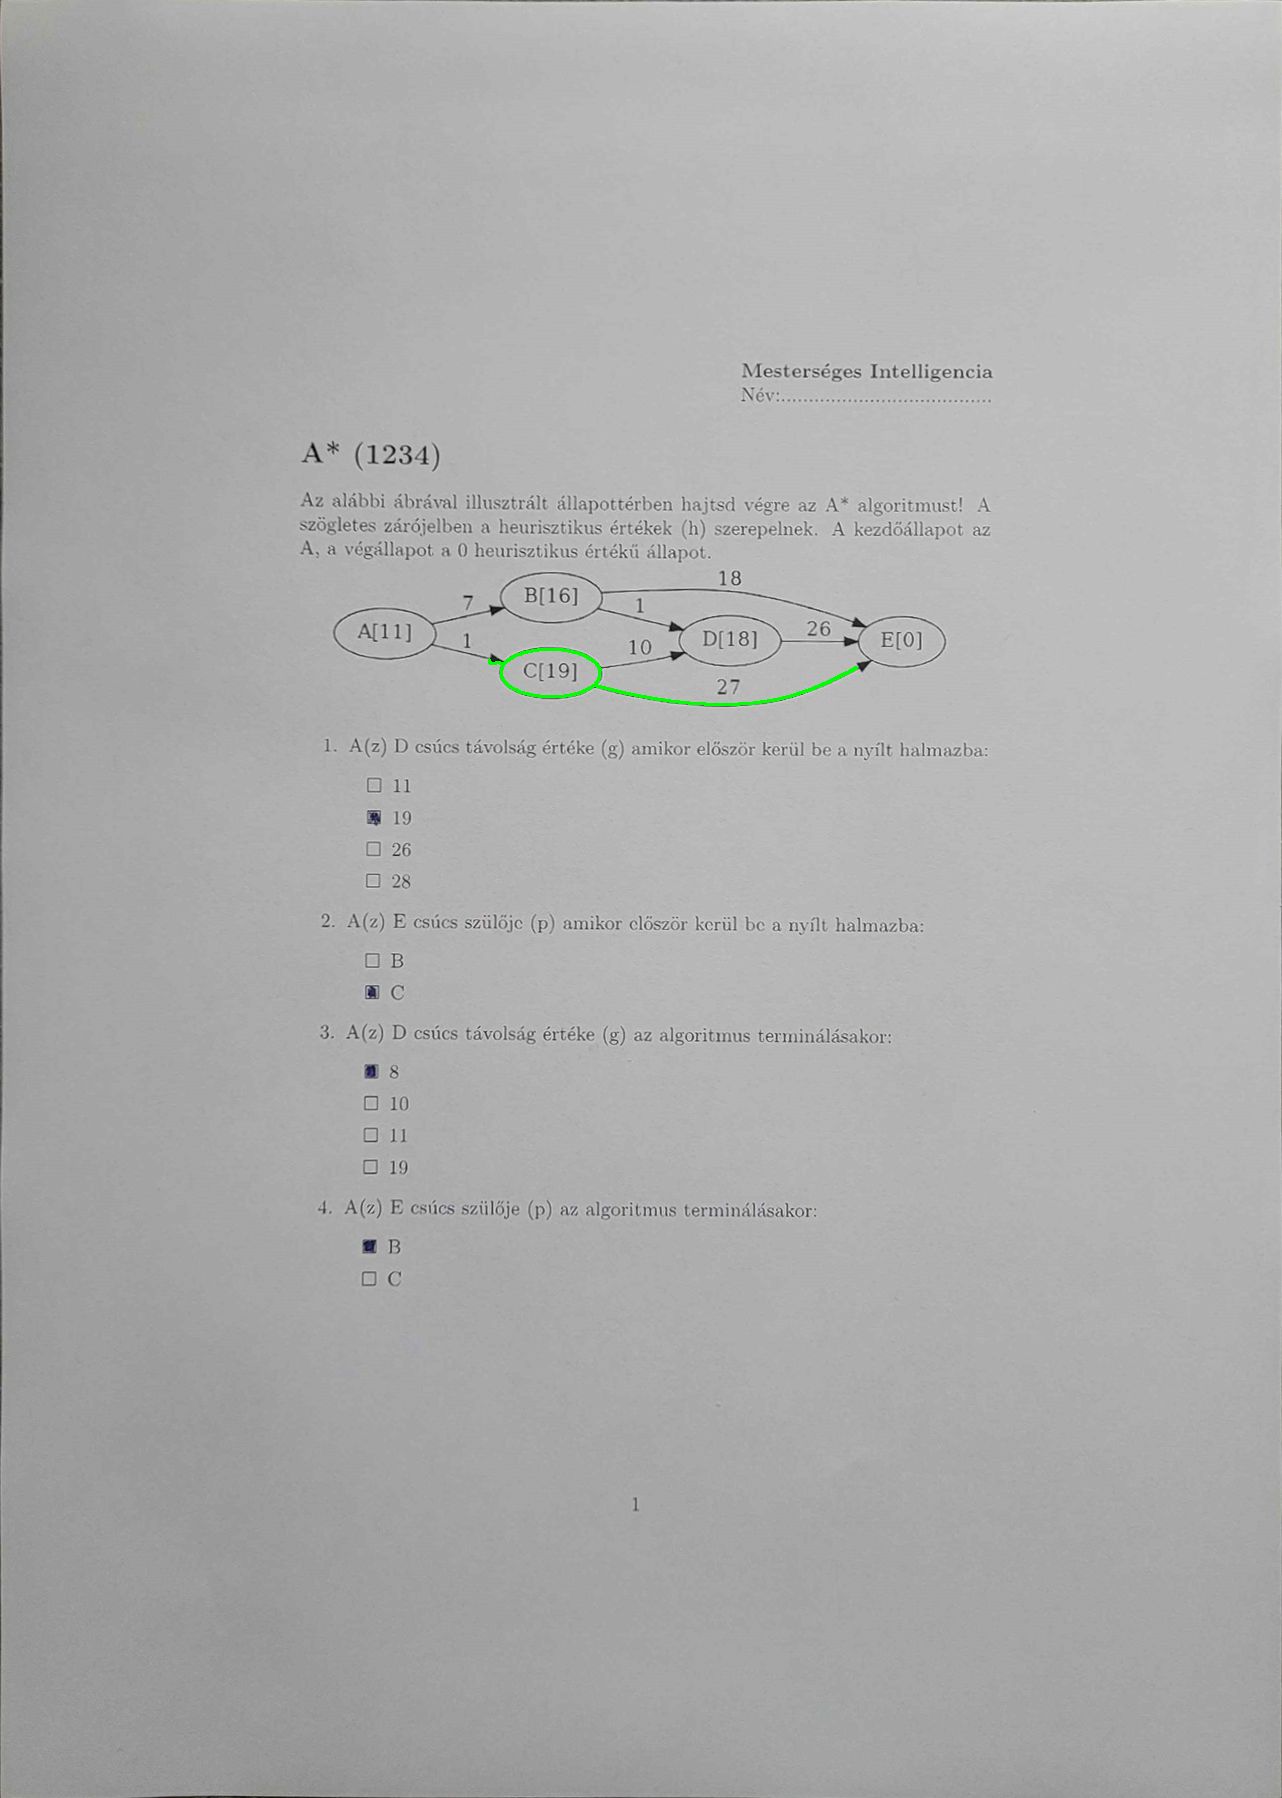 Mesterséges Intelligencia
Név:......................................
A* (1234)
Az alábbi ábrával illusztrált állapottérben hajtsd végre az A* algoritmust! A
szögletes zárójelben a heurisztikus értékek (h) szerepelnek. A kezdőállapot az
A, a végállapot a 0 heurisztikus értékű állapot.
18
7 B[16] 1
A[11] D[18] 26 E[0]
1 10
C[19] 27
1. A(z) D csúcs távolság értéke (g) amikor először kerül be a nyílt halmazba:
11
19
26
28
2. A(z) E csúcs szülője (p) amikor először kerül be a nyílt halmazba:
B
C
3. A(z) D csúcs távolság értéke (g) az algoritmus terminálásakor:
8
10
11
19
4. A(z) E csúcs szülője (p) az algoritmus terminálásakor:
B
C
1